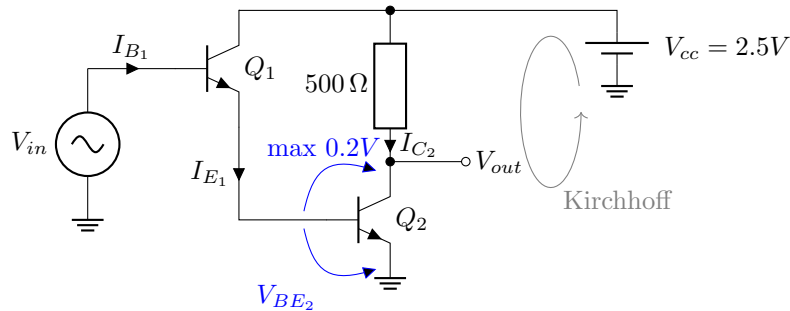 I_{B_1}
Q_1
V_{cc} = 2.5V
500 Ω
V_{in}
max 0.2V
I_{C_2}
V_{out}
I_{E_1}
Kirchhoff
Q_2
V_{BE_2}